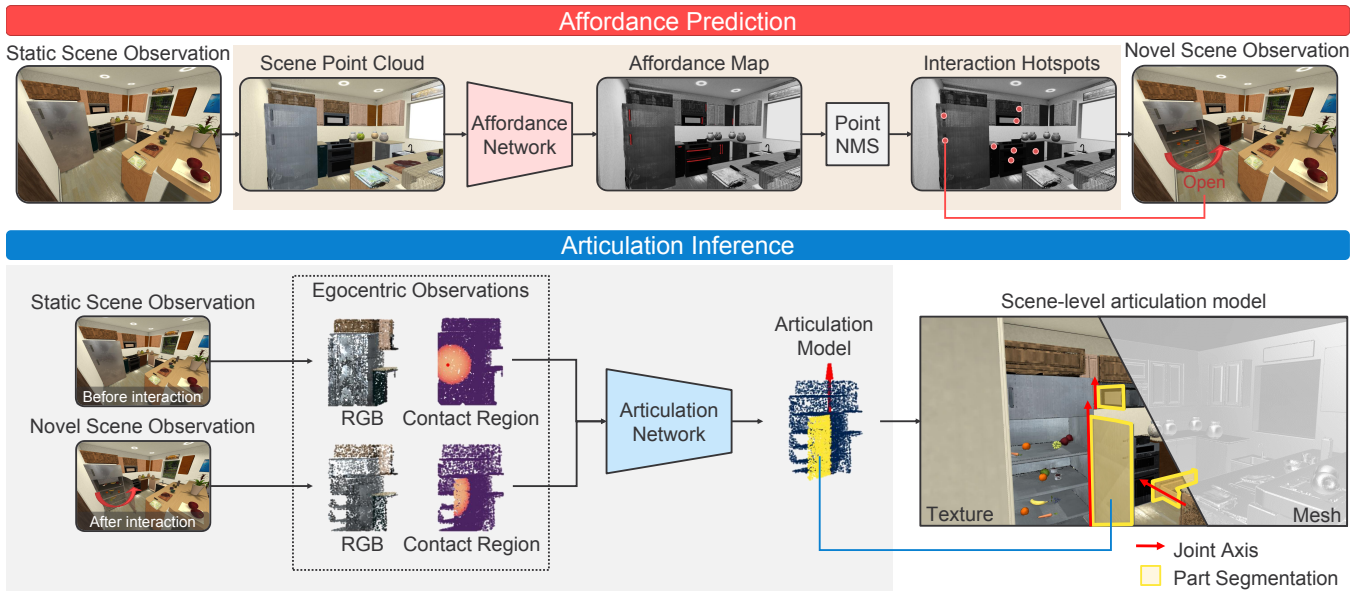 Affordance Prediction
Static Scene Observation
Scene Point Cloud
Affordance Map
Interaction Hotspots
Novel Scene Observation
Affordance
Network
Point
NMS
Open
Articulation Inference
Static Scene Observation
Before interaction
Novel Scene Observation
After interaction
Egocentric Observations
RGB
Contact Region
RGB
Contact Region
Articulation
Network
Articulation
Model
Scene-level articulation model
Texture
Mesh
Joint Axis
Part Segmentation